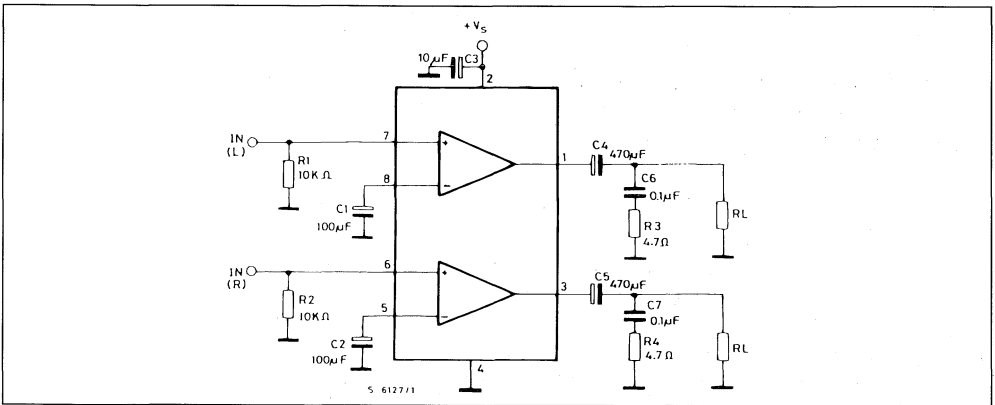 +Vs
10µF C3
2
IN (L)
7
R1 10KΩ
8
C1 100µF
+
−
1
C4 470µF
C6 0.1µF
R3 4.7Ω
RL
IN (R)
6
R2 10KΩ
5
C2 100µF
+
−
3
C5 470µF
C7 0.1µF
R4 4.7Ω
RL
4
S 6127/1